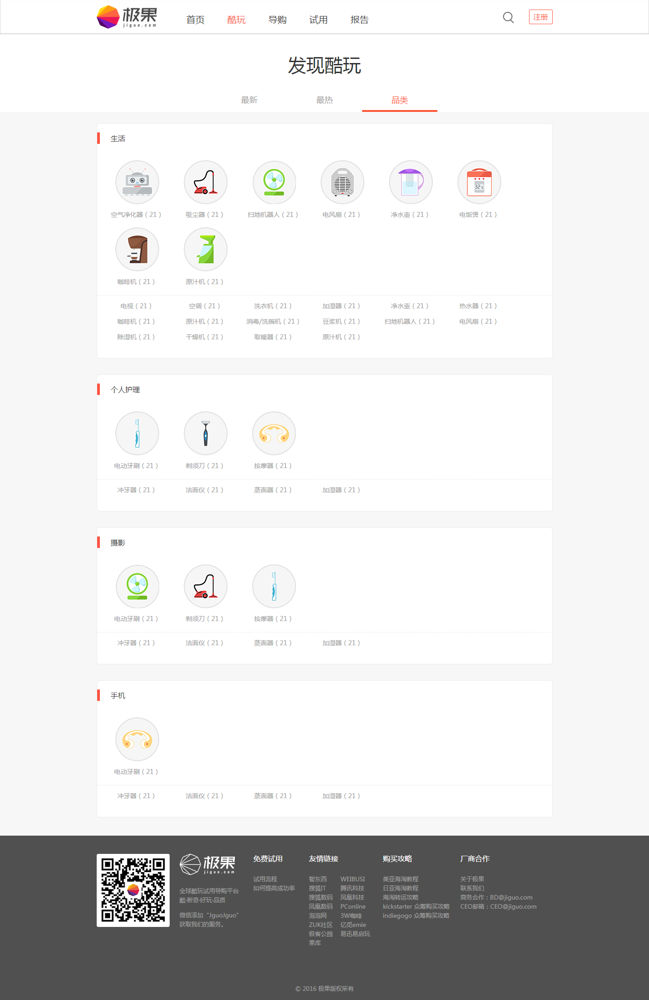 极果
jiguo.com
首页 酷玩 导购 试用 报告
注册
发现酷玩
最新 最热 品类
生活
空气净化器（21） 吸尘器（21） 扫地机器人（21） 电风扇（21） 净水壶（21） 电饭煲（21）
32℃
咖啡机（21） 原汁机（21）
电视（21） 空调（21） 洗衣机（21） 加湿器（21） 净水壶（21） 热水器（21）
咖啡机（21） 原汁机（21） 消毒/洗碗机（21） 豆浆机（21） 扫地机器人（21） 电风扇（21）
除湿机（21） 干燥机（21） 取暖器（21） 原汁机（21）
个人护理
电动牙刷（21） 剃须刀（21） 按摩器（21）
冲牙器（21） 洁面仪（21） 蒸面器（21） 加湿器（21）
摄影
电动牙刷（21） 剃须刀（21） 按摩器（21）
冲牙器（21） 洁面仪（21） 蒸面器（21） 加湿器（21）
手机
电动牙刷（21）
冲牙器（21） 洁面仪（21） 蒸面器（21） 加湿器（21）
极果
jiguo.com
全球酷玩试用导购平台
酷·新奇·好玩·品质
微信添加“JguoJguo”
获取我们的服务。
免费试用
试用流程
如何提高成功率
友情链接
智东西 WEIBUSI
搜狐IT 腾讯科技
搜狐数码 凤凰科技
凤凰数码 PConline
泡泡网 3W咖啡
ZUK社区 亿觅emie
极客公园 易迅易启玩
果库
购买攻略
美亚海淘教程
日亚海淘教程
海淘转运攻略
kickstarter 众筹购买攻略
indiegogo 众筹购买攻略
厂商合作
关于极果
联系我们
商务合作：BD@jiguo.com
CEO邮箱：CEO@jiguo.com
© 2016 极果版权所有